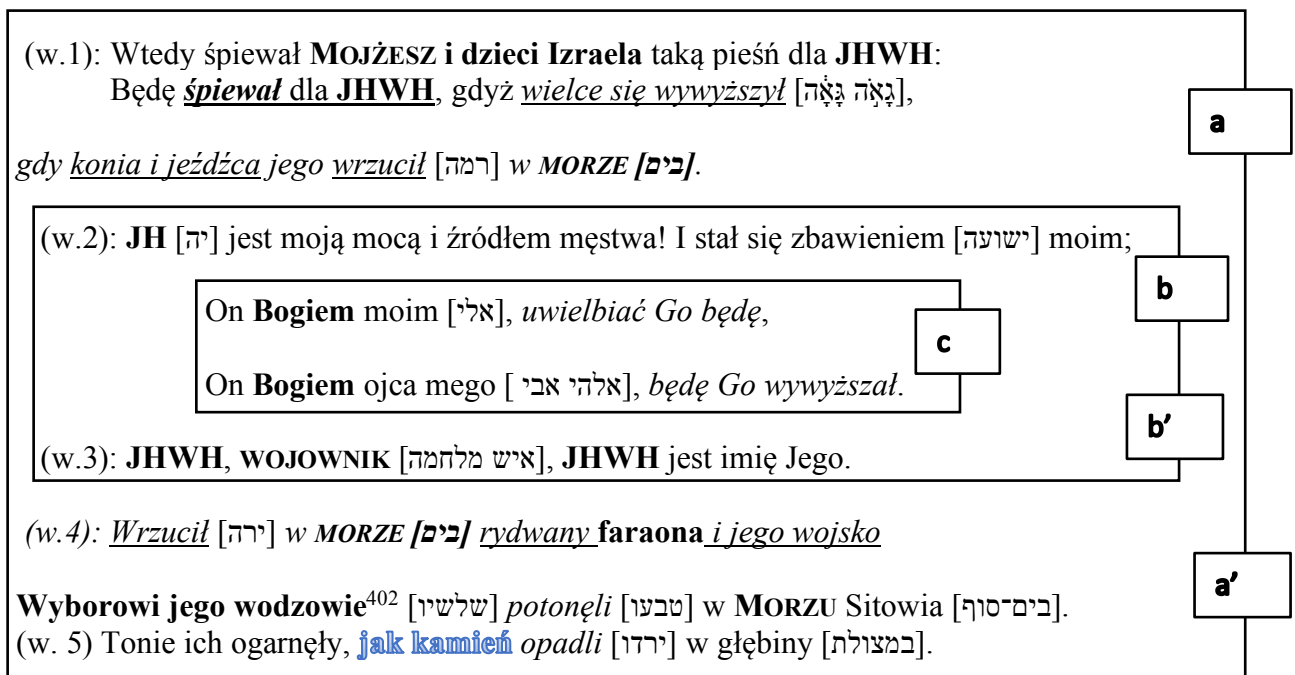 (w.1): Wtedy śpiewał MOJŻESZ i dzieci Izraela taką pieśń dla JHWH:
Będę śpiewał dla JHWH, gdyż wielce się wywyższył [גָאֹ֣ה גָּאָ֔ה],
a
gdy konia i jeźdźca jego wrzucił [רמה] w MORZE [בים].
(w.2): JH [יה] jest moją mocą i źródłem męstwa! I stał się zbawieniem [ישועה] moim;
b
On Bogiem moim [אלי], uwielbiać Go będę,
c
On Bogiem ojca mego [ אלהי אבי], będę Go wywyższał.
b’
(w.3): JHWH, WOJOWNIK [איש מלחמה], JHWH jest imię Jego.
(w.4): Wrzucił [ירה] w MORZE [בים] rydwany faraona i jego wojsko
a’
Wyborowi jego wodzowie402 [שלשיו] potonęli [טבעו] w MORZU Sitowia [בים־סוף].
(w. 5) Tonie ich ogarnęły, jak kamień opadli [ירדו] w głębiny [במצולת].